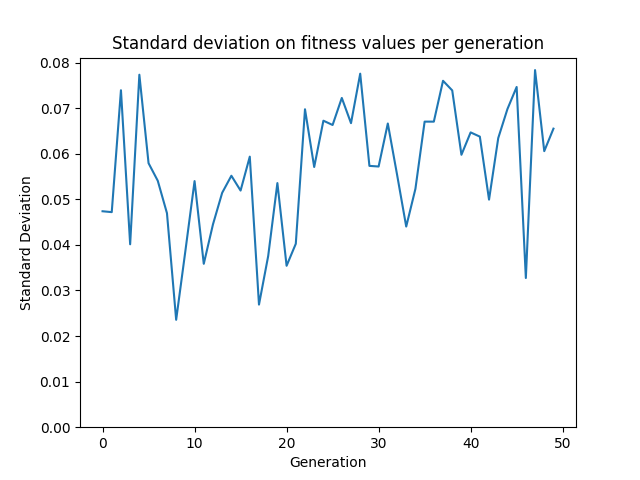 Standard deviation on fitness values per generation
0.08
0.07
0.06
0.05
0.04
0.03
0.02
0.01
0.00
Standard Deviation
0 10 20 30 40 50
Generation